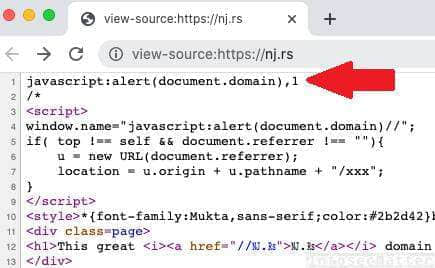 view-source:https://nj.rs
view-source:https://nj.rs
1 javascript:alert(document.domain),1
2 /*
3 <script>
4 window.name="javascript:alert(document.domain)//";
5 if( top !== self && document.referrer !== ""){
6 u = new URL(document.referrer);
7 location = u.origin + u.pathname + "/xxx";
8 }
9 </script>
10 <style>*{font-family:Mukta,sans-serif;color:#2b2d42}b
11 <div class=page>
12 <h1>This great <i><a href="//Ǌ.₨">Ǌ.₨</a></i> domain
13 </div>